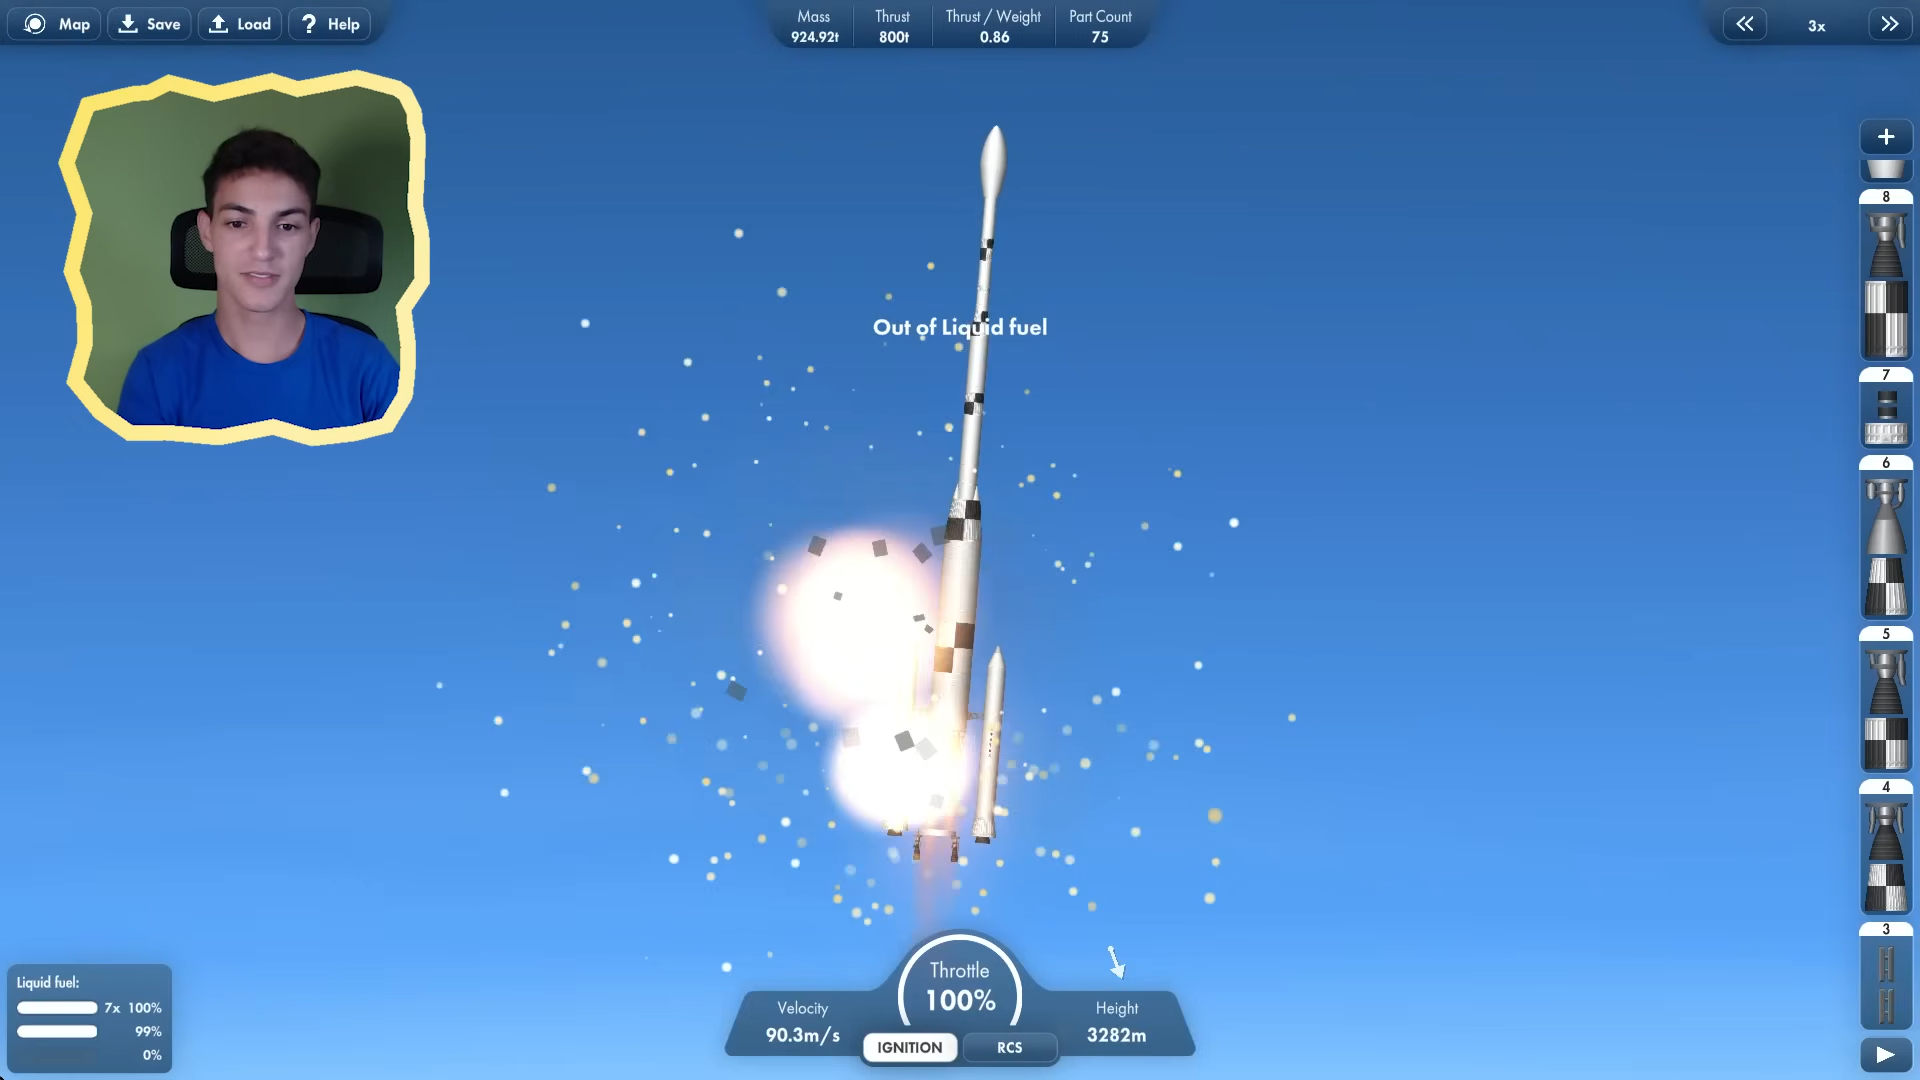 Map
Save
Load
Help
Mass
924.92t
Thrust
800t
Thrust / Weight
0.86
Part Count
75
3x
8
7
6
5
4
3
Out of Liquid fuel
Liquid fuel:
7x 100%
99%
0%
Throttle
100%
Velocity
90.3m/s
Height
3282m
IGNITION
RCS